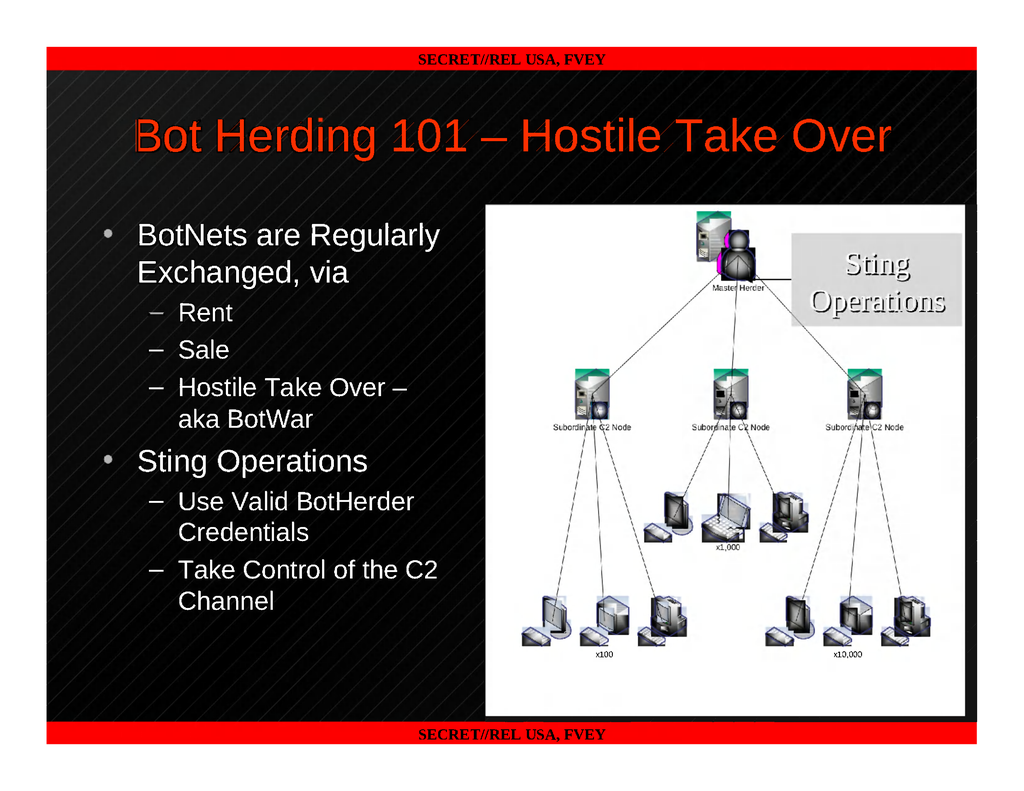 SECRET//REL USA, FVEY
Bot Herding 101 – Hostile Take Over
• BotNets are Regularly
Exchanged, via
– Rent
– Sale
– Hostile Take Over –
aka BotWar
• Sting Operations
– Use Valid BotHerder
Credentials
– Take Control of the C2
Channel
Master Herder
Sting
Operations
Subordinate C2 Node
Subordinate C2 Node
Subordinate C2 Node
x1,000
x100
x10,000
SECRET//REL USA, FVEY